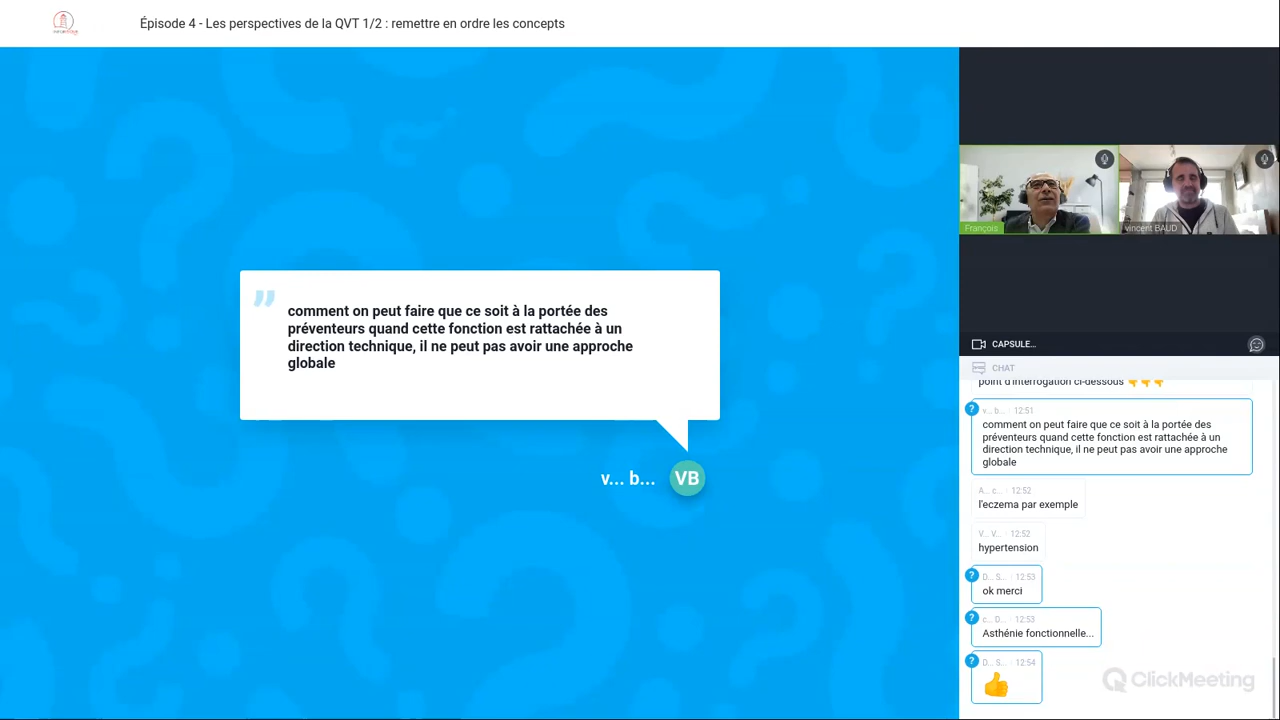 Épisode 4 - Les perspectives de la QVT 1/2 : remettre en ordre les concepts
comment on peut faire que ce soit à la portée des
préventeurs quand cette fonction est rattachée à un
direction technique, il ne peut pas avoir une approche
globale
v... b...
VB
François
vincent BAUD
CAPSULE...
CHAT
point d'interrogation ci-dessous 👇👇👇
v... b... 12:51
comment on peut faire que ce soit à la portée des
préventeurs quand cette fonction est rattachée à un
direction technique, il ne peut pas avoir une approche
globale
A... c... 12:52
l'eczema par exemple
V... V... 12:52
hypertension
D... S... 12:53
ok merci
c... D... 12:53
Asthénie fonctionnelle...
D... S... 12:54
👍
ClickMeeting